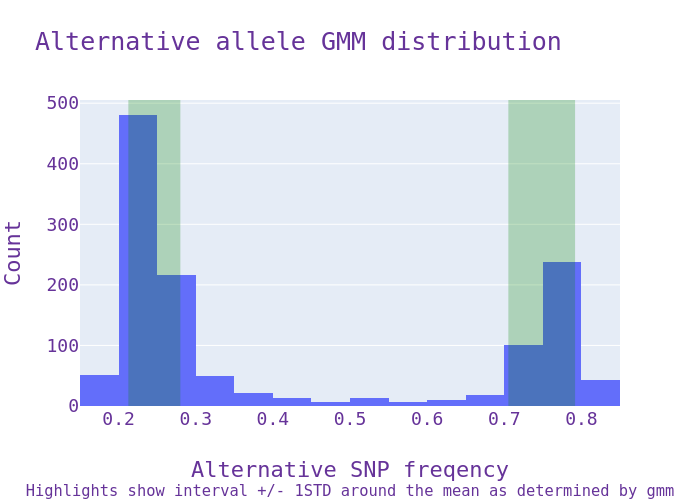 Alternative allele GMM distribution
500
400
300
200
100
0
Count
0.2 0.3 0.4 0.5 0.6 0.7 0.8
Alternative SNP freqency
Highlights show interval +/- 1STD around the mean as determined by gmm